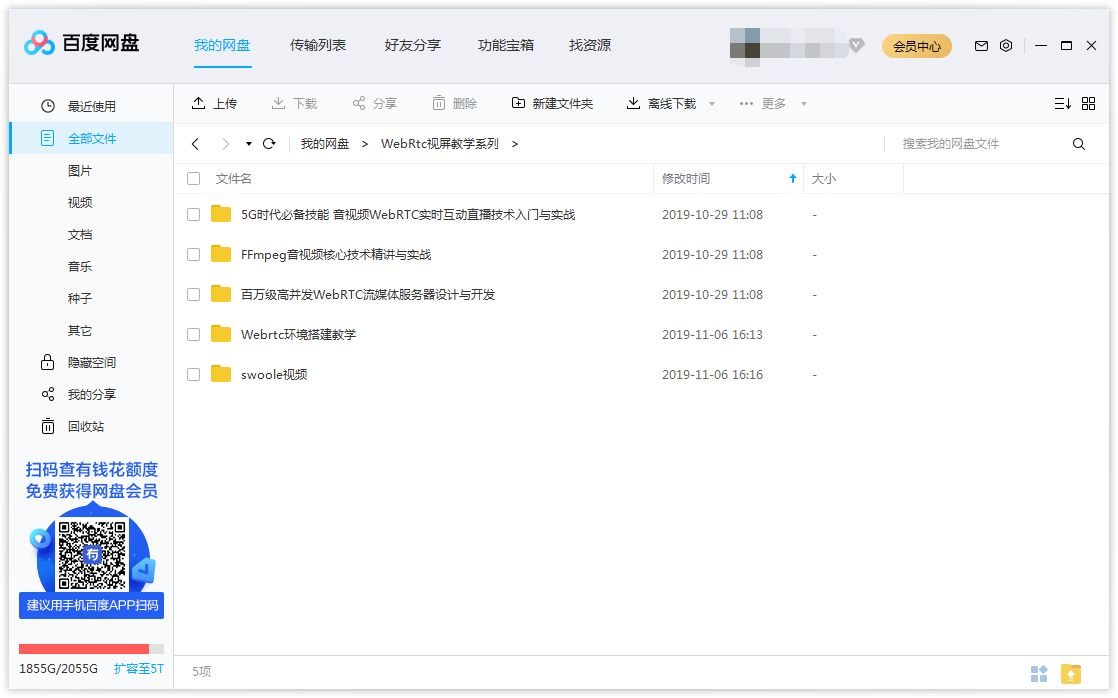 百度网盘
我的网盘 传输列表 好友分享 功能宝箱 找资源 会员中心
上传 下载 分享 删除 新建文件夹 离线下载 更多
我的网盘 > WebRtc视屏教学系列 > 搜索我的网盘文件
文件名 修改时间 大小
5G时代必备技能 音视频WebRTC实时互动直播技术入门与实战 2019-10-29 11:08 -
FFmpeg音视频核心技术精讲与实战 2019-10-29 11:08 -
百万级高并发WebRTC流媒体服务器设计与开发 2019-10-29 11:08 -
Webrtc环境搭建教学 2019-11-06 16:13 -
swoole视频 2019-11-06 16:16 -
最近使用
全部文件
图片
视频
文档
音乐
种子
其它
隐藏空间
我的分享
回收站
扫码查有钱花额度
免费获得网盘会员
有
建议用手机百度APP扫码
1855G/2055G 扩容至5T
5项